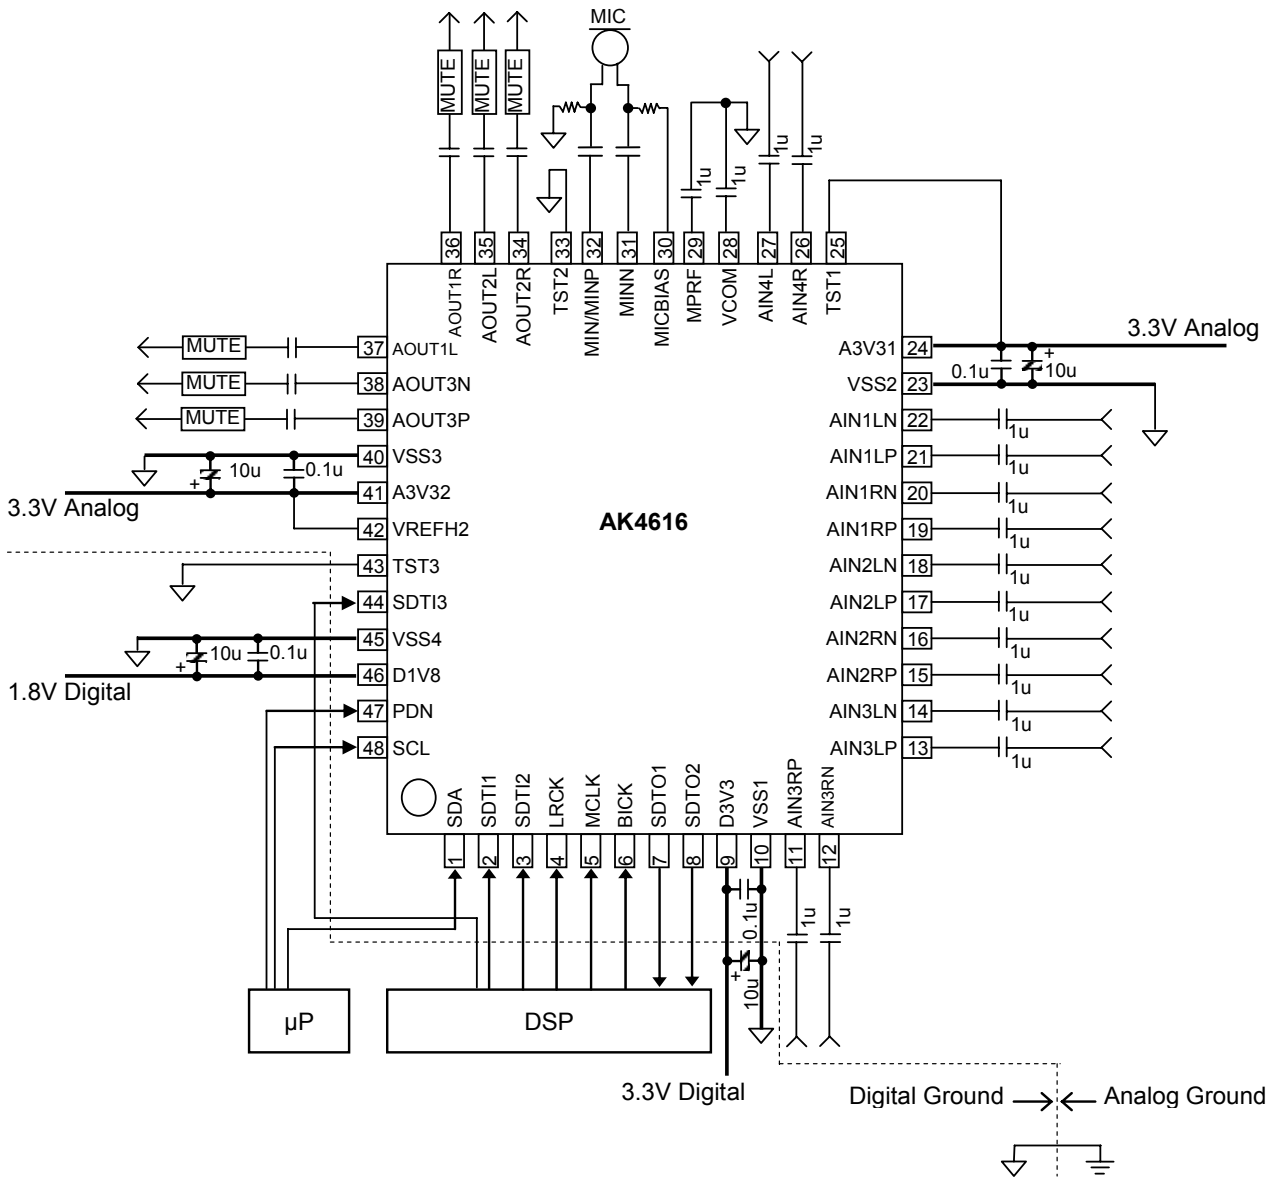 MIC
MUTE
MUTE
MUTE
1u
1u
1u
1u
36
35
34
33
32
31
30
29
28
27
26
25
AOUT1R
AOUT2L
AOUT2R
TST2
MIN/MINP
MINN
MICBIAS
MPRF
VCOM
AIN4L
AIN4R
TST1
MUTE 37 AOUT1L
MUTE 38 AOUT3N
MUTE 39 AOUT3P
40 VSS3
+ 10u 0.1u
3.3V Analog
41 A3V32
42 VREFH2
43 TST3
44 SDTI3
45 VSS4
+ 10u 0.1u
1.8V Digital
46 D1V8
47 PDN
48 SCL
AK4616
3.3V Analog
A3V31 24
0.1u + 10u
VSS2 23
AIN1LN 22 1u
AIN1LP 21 1u
AIN1RN 20 1u
AIN1RP 19 1u
AIN2LN 18 1u
AIN2LP 17 1u
AIN2RN 16 1u
AIN2RP 15 1u
AIN3LN 14 1u
AIN3LP 13 1u
SDA
SDTI1
SDTI2
LRCK
MCLK
BICK
SDTO1
SDTO2
D3V3
VSS1
AIN3RP
AIN3RN
1
2
3
4
5
6
7
8
9
10
11
12
0.1u
+ 10u
1u
1u
µP
DSP
3.3V Digital
Digital Ground
Analog Ground